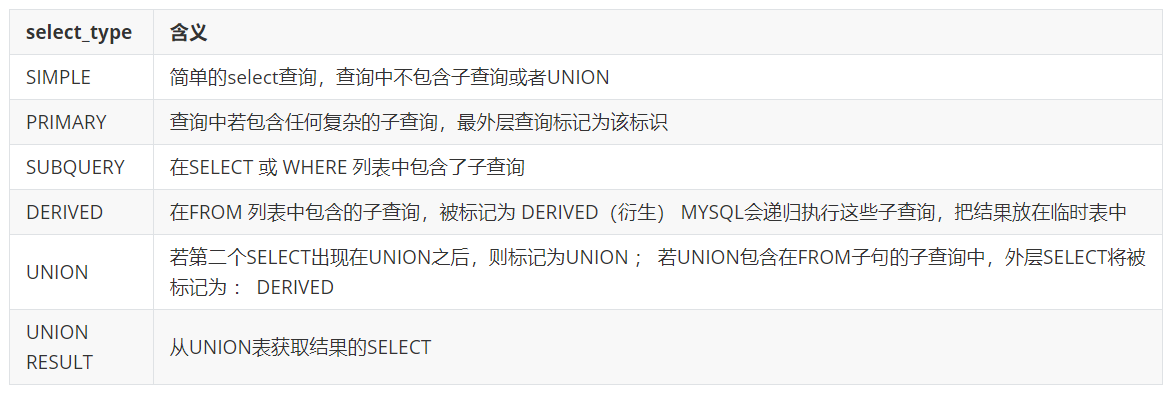 select_type 含义
SIMPLE 简单的select查询，查询中不包含子查询或者UNION
PRIMARY 查询中若包含任何复杂的子查询，最外层查询标记为该标识
SUBQUERY 在SELECT 或 WHERE 列表中包含了子查询
DERIVED 在FROM 列表中包含的子查询，被标记为 DERIVED（衍生） MYSQL会递归执行这些子查询，把结果放在临时表中
UNION 若第二个SELECT出现在UNION之后，则标记为UNION ； 若UNION包含在FROM子句的子查询中，外层SELECT将被
标记为 ： DERIVED
UNION
RESULT 从UNION表获取结果的SELECT